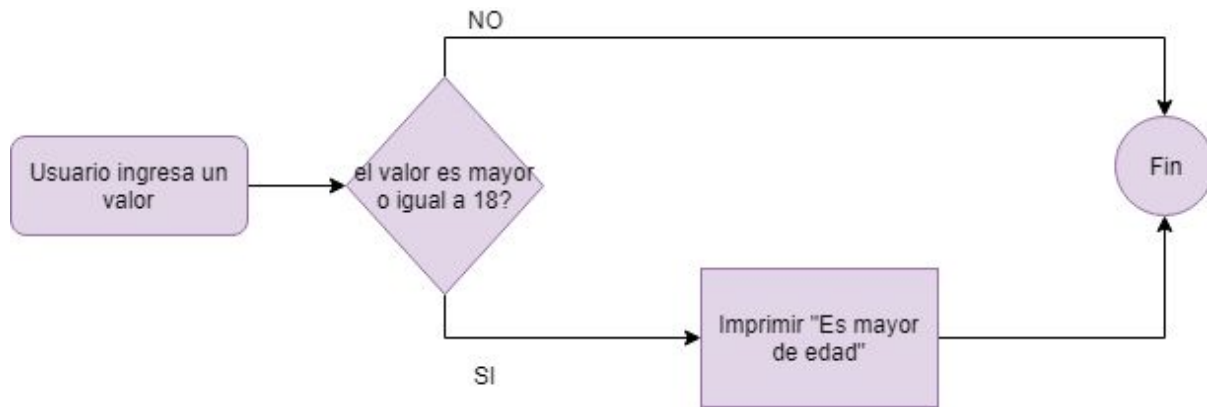 NO
Usuario ingresa un
valor
el valor es mayor
o igual a 18?
Fin
Imprimir "Es mayor
de edad"
SI